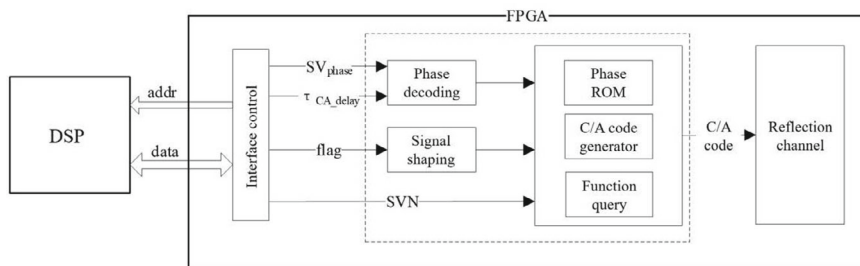 FPGA
DSP
addr
data
Interface control
SVphase
τ CA_delay
flag
SVN
Phase
decoding
Signal
shaping
Phase
ROM
C/A code
generator
Function
query
C/A
code
Reflection
channel